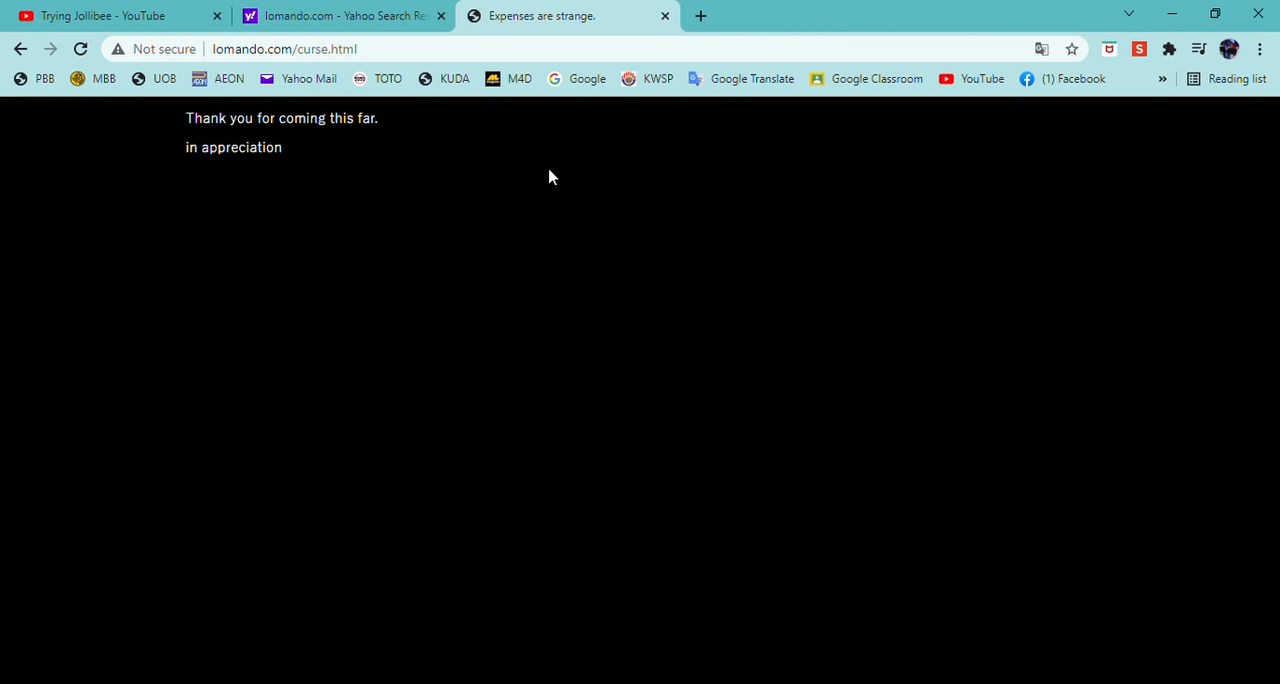 Trying Jollibee - YouTube
lomando.com - Yahoo Search Re
Expenses are strange.
Not secure lomando.com/curse.html
PBB MBB UOB AEON Yahoo Mail TOTO KUDA M4D Google KWSP Google Translate Google Classroom YouTube (1) Facebook » Reading list
Thank you for coming this far.
in appreciation